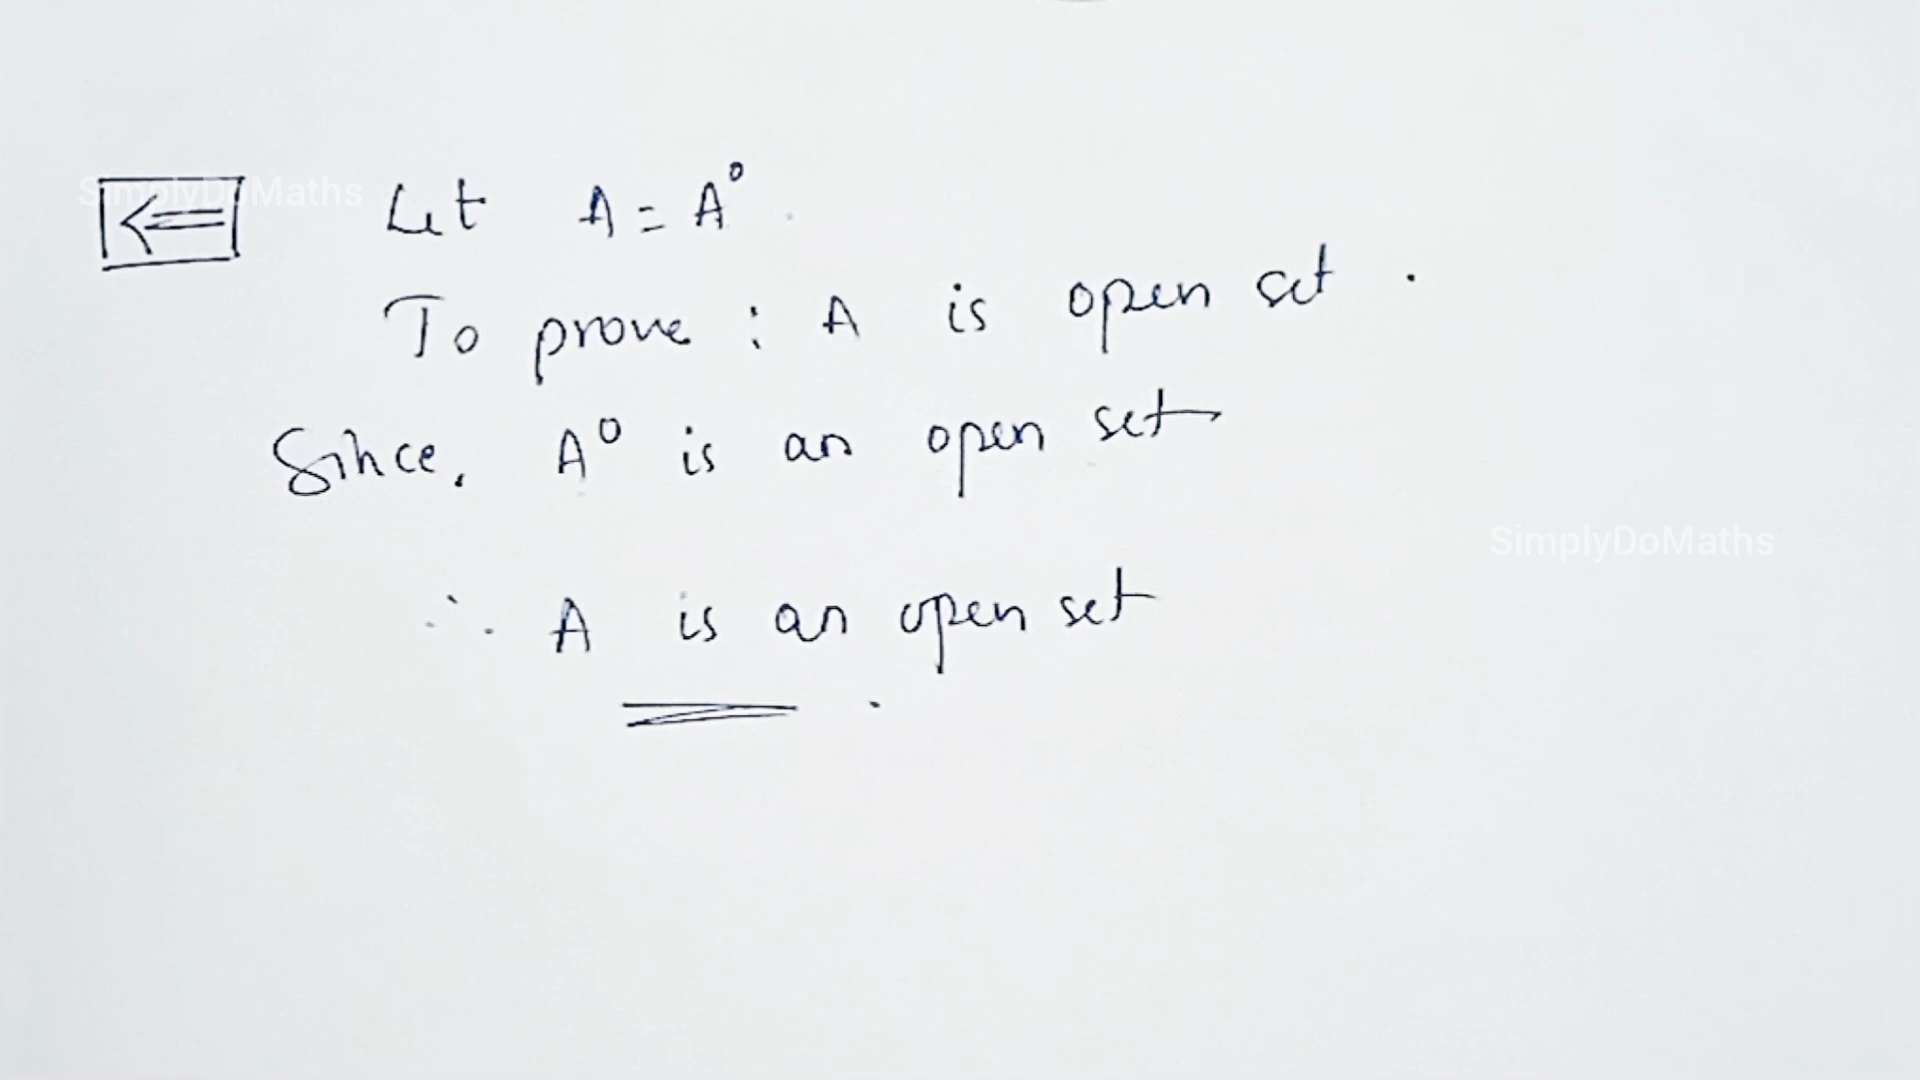 SimplyDoMaths
⇐ Let A = A°.
To prove : A is open set.
Since, A° is an open set
SimplyDoMaths
∴ A is an open set